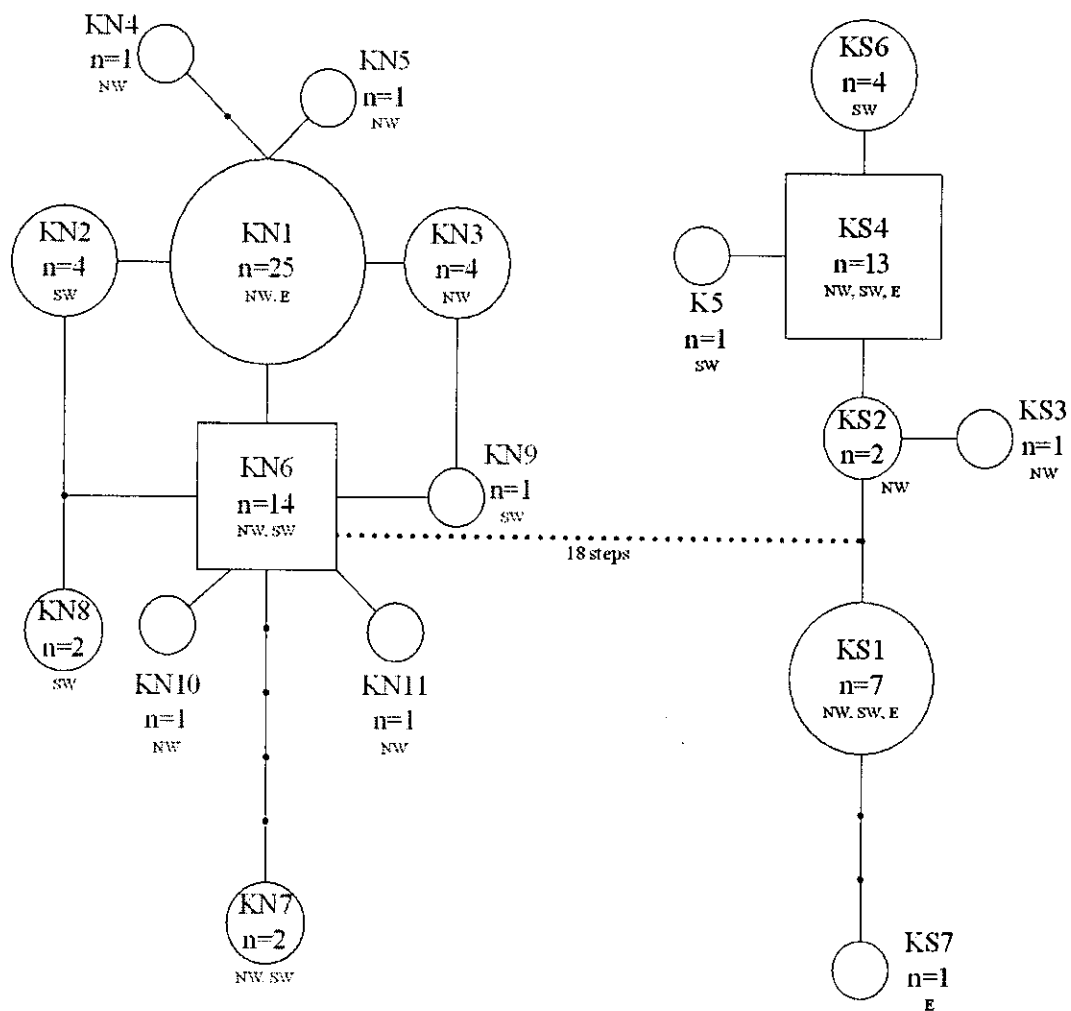 KN4
n=1
NW
KN5
n=1
NW
KN2
n=4
SW
KN1
n=25
NW, E
KN3
n=4
NW
KN6
n=14
NW, SW
KN9
n=1
SW
KN8
n=2
SW
KN10
n=1
NW
KN11
n=1
NW
KN7
n=2
NW, SW
18 steps
KS6
n=4
SW
KS4
n=13
NW, SW, E
K5
n=1
SW
KS2
n=2
NW
KS3
n=1
NW
KS1
n=7
NW, SW, E
KS7
n=1
E